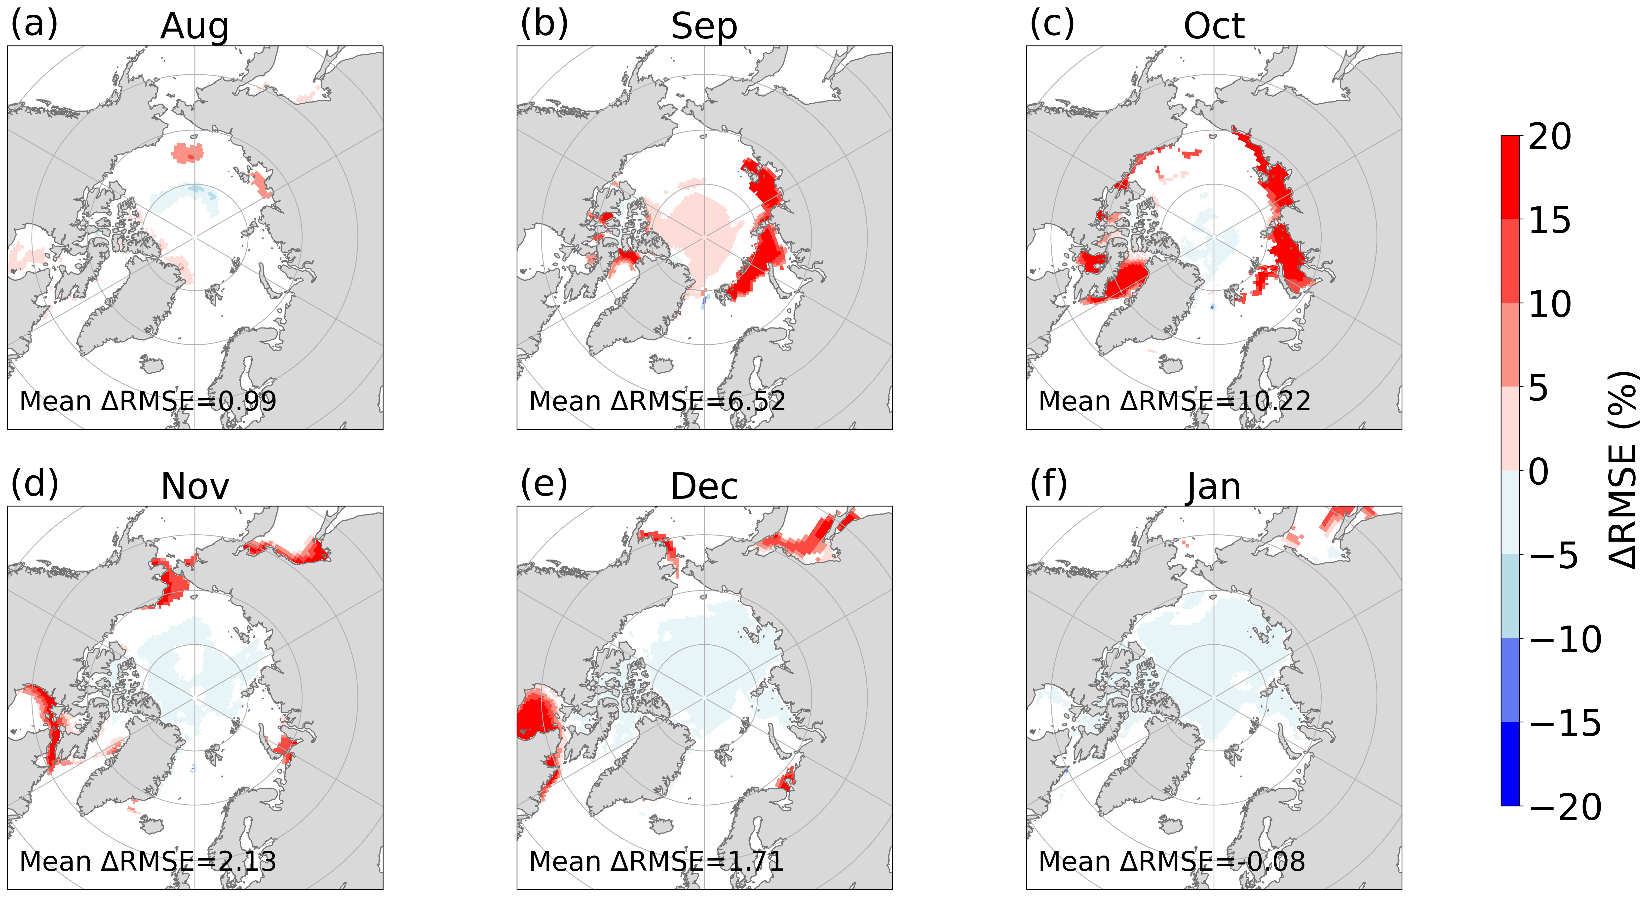 (a) Aug
(b) Sep
(c) Oct
Mean ΔRMSE=0.99
Mean ΔRMSE=6.52
Mean ΔRMSE=10.22
(d) Nov
(e) Dec
(f) Jan
Mean ΔRMSE=2.13
Mean ΔRMSE=1.71
Mean ΔRMSE=-0.08
20
15
10
5
0
−5
−10
−15
−20
ΔRMSE (%)